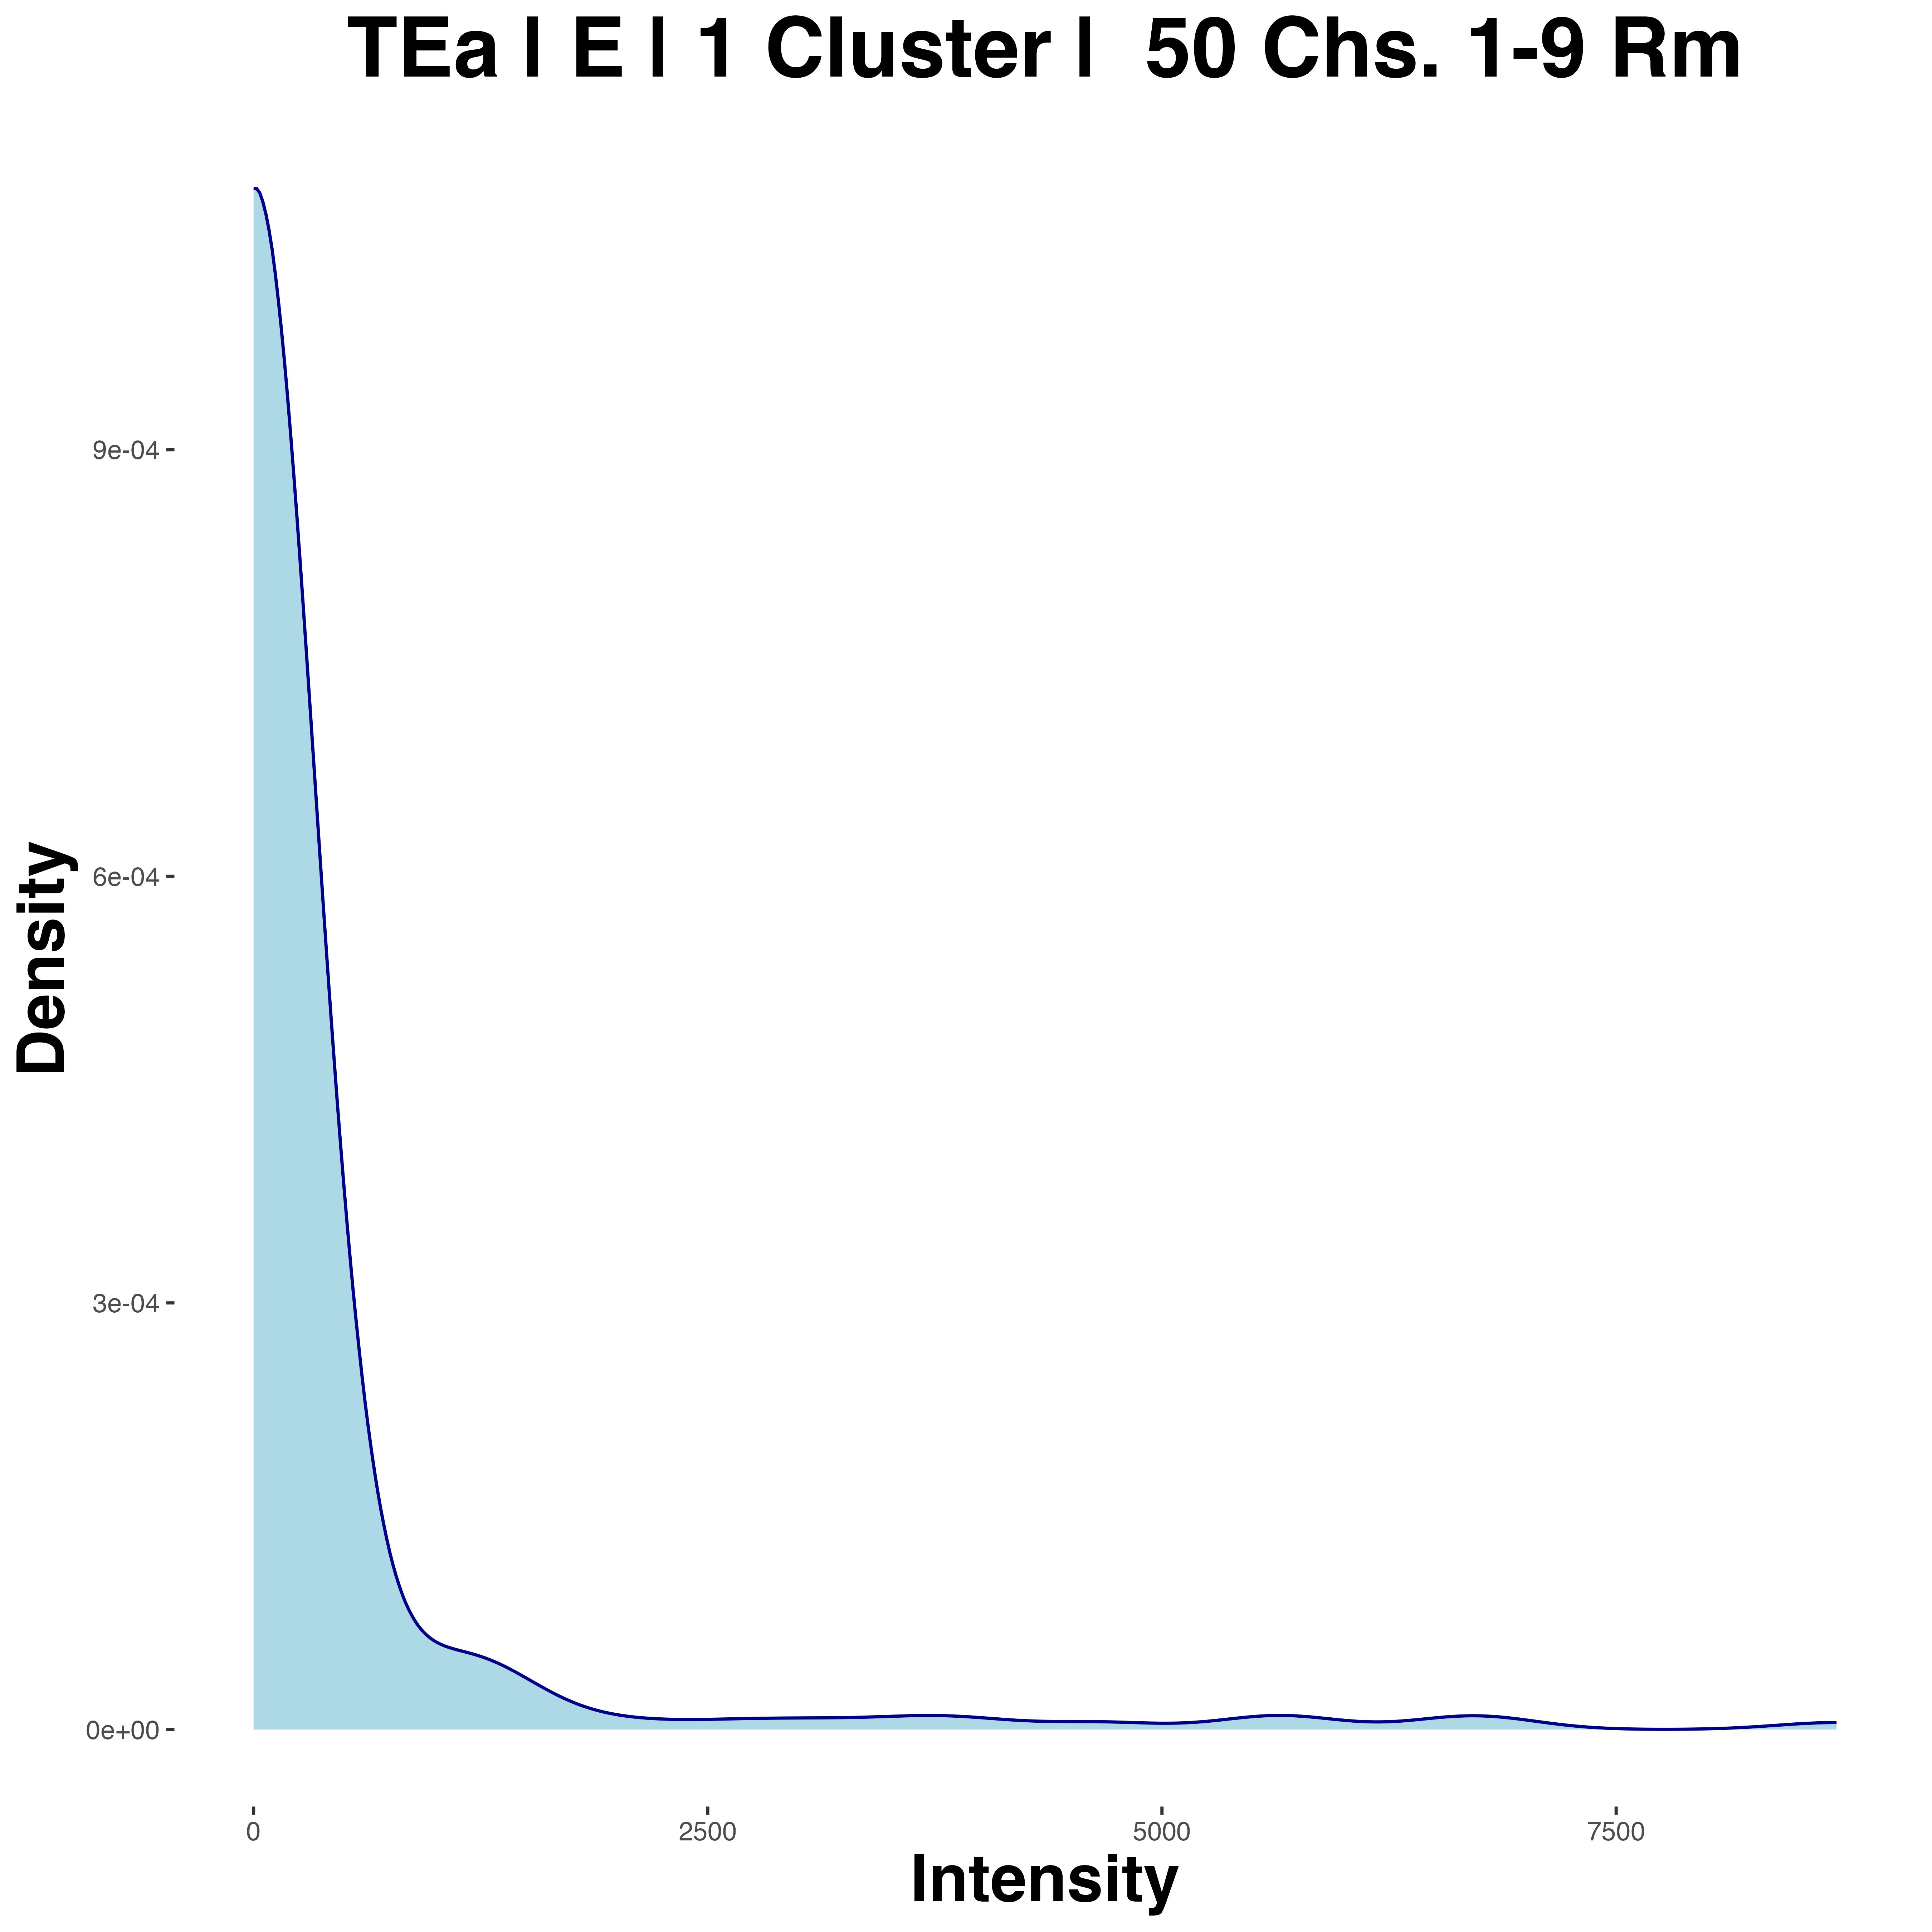 TEa | E | 1 Cluster |  50 Chs. 1-9 Rm
9e-04
6e-04
3e-04
0e+00
Density
0 2500 5000 7500
Intensity